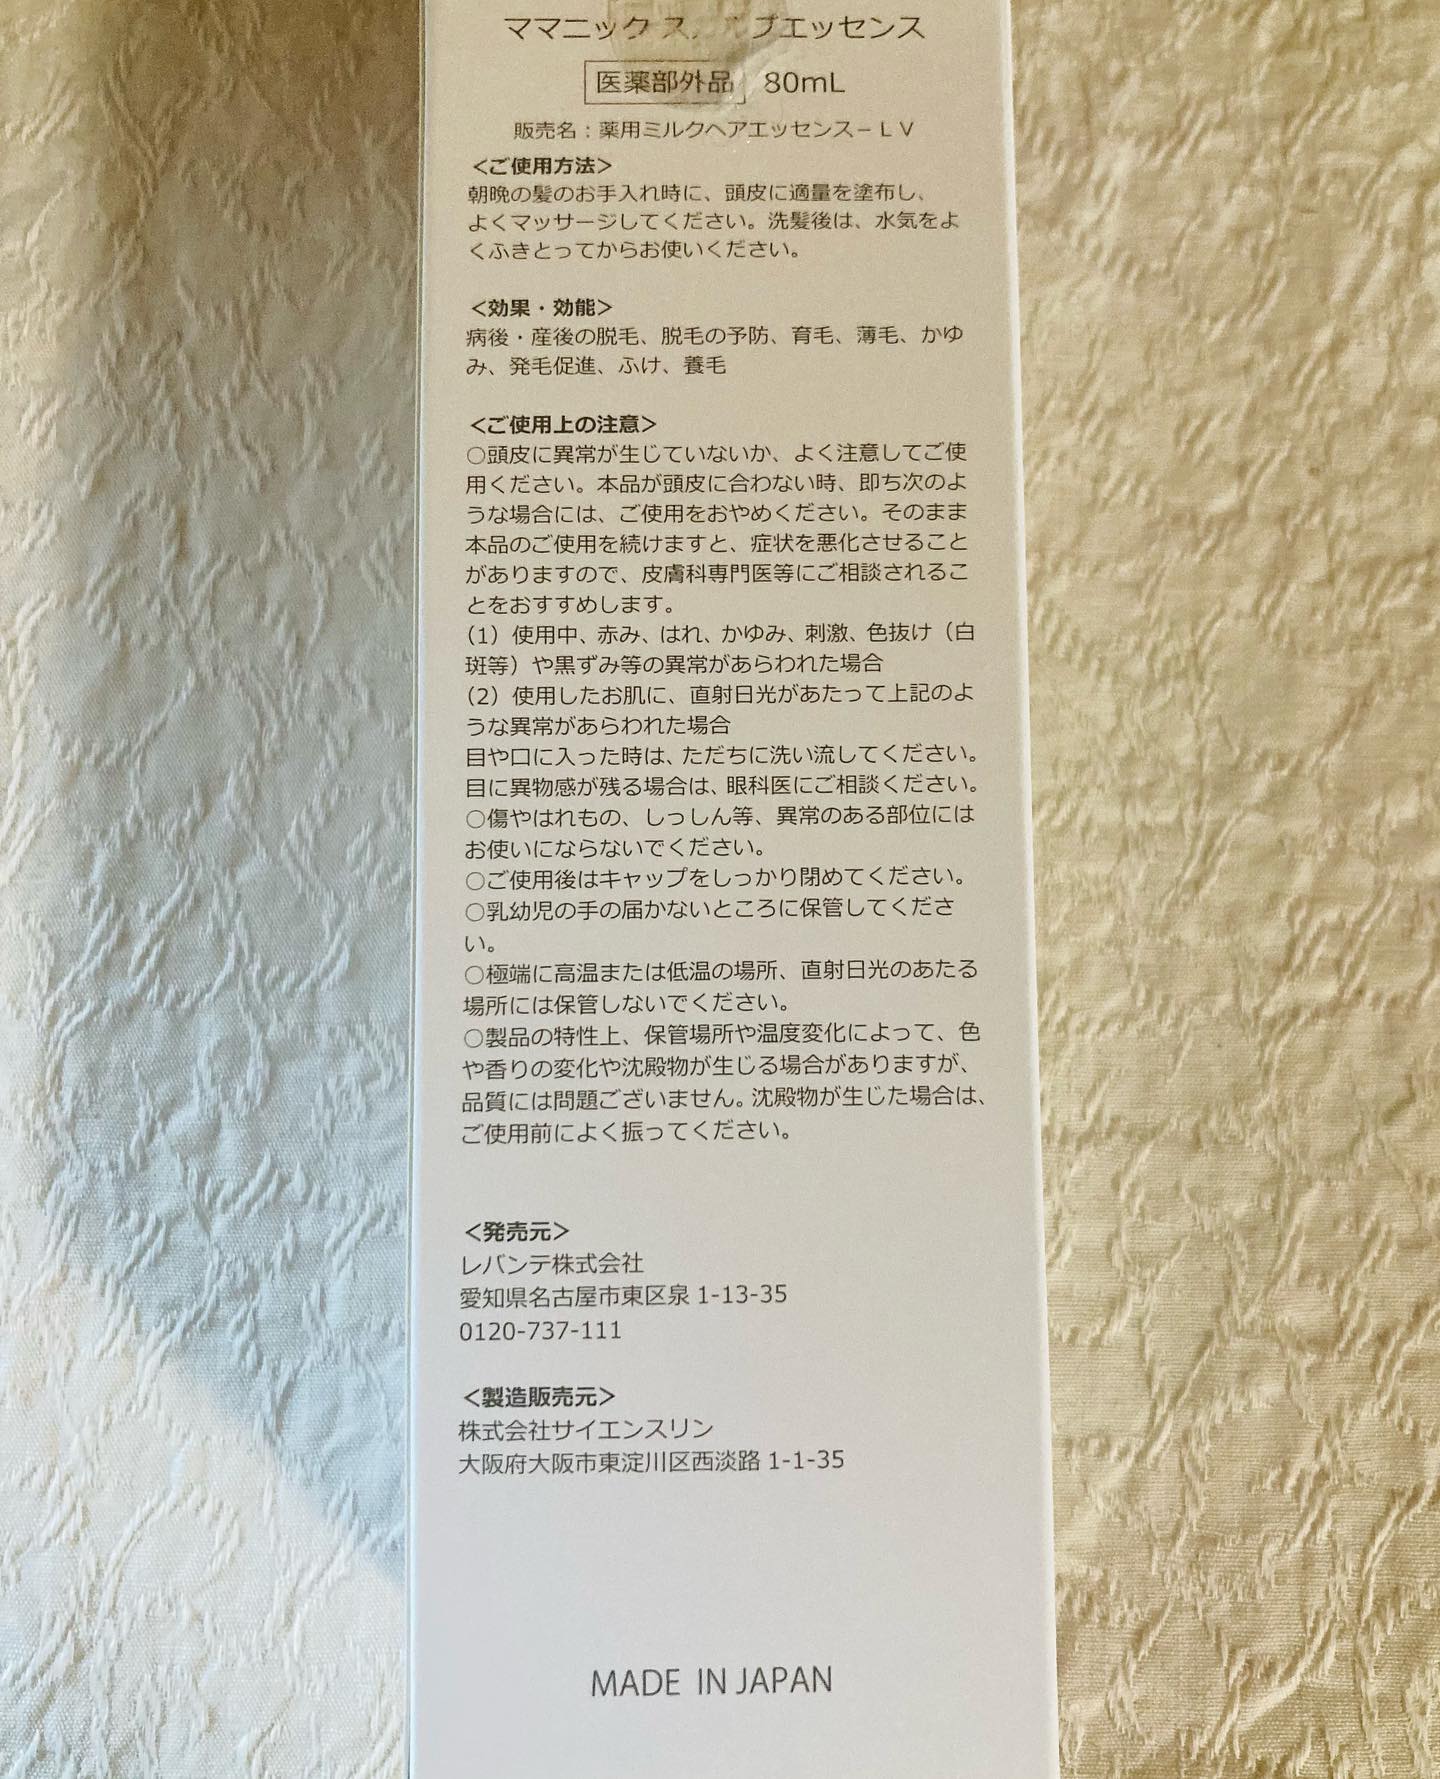 ママニック スカルプエッセンス
医薬部外品 80mL
販売名：薬用ミルクヘアエッセンス－ＬＶ
＜ご使用方法＞
朝晩の髪のお手入れ時に、頭皮に適量を塗布し、
よくマッサージしてください。洗髪後は、水気をよ
くふきとってからお使いください。
＜効果・効能＞
病後・産後の脱毛、脱毛の予防、育毛、薄毛、かゆ
み、発毛促進、ふけ、養毛
＜ご使用上の注意＞
○頭皮に異常が生じていないか、よく注意してご使
用ください。本品が頭皮に合わない時、即ち次のよ
うな場合には、ご使用をおやめください。そのまま
本品のご使用を続けますと、症状を悪化させること
がありますので、皮膚科専門医等にご相談されるこ
とをおすすめします。
（1）使用中、赤み、はれ、かゆみ、刺激、色抜け（白
斑等）や黒ずみ等の異常があらわれた場合
（2）使用したお肌に、直射日光があたって上記のよ
うな異常があらわれた場合
目や口に入った時は、ただちに洗い流してください。
目に異物感が残る場合は、眼科医にご相談ください。
○傷やはれもの、しっしん等、異常のある部位には
お使いにならないでください。
○ご使用後はキャップをしっかり閉めてください。
○乳幼児の手の届かないところに保管してくださ
い。
○極端に高温または低温の場所、直射日光のあたる
場所には保管しないでください。
○製品の特性上、保管場所や温度変化によって、色
や香りの変化や沈殿物が生じる場合がありますが、
品質には問題ございません。沈殿物が生じた場合は、
ご使用前によく振ってください。
＜発売元＞
レバンテ株式会社
愛知県名古屋市東区泉 1-13-35
0120-737-111
＜製造販売元＞
株式会社サイエンスリン
大阪府大阪市東淀川区西淡路 1-1-35
MADE IN JAPAN